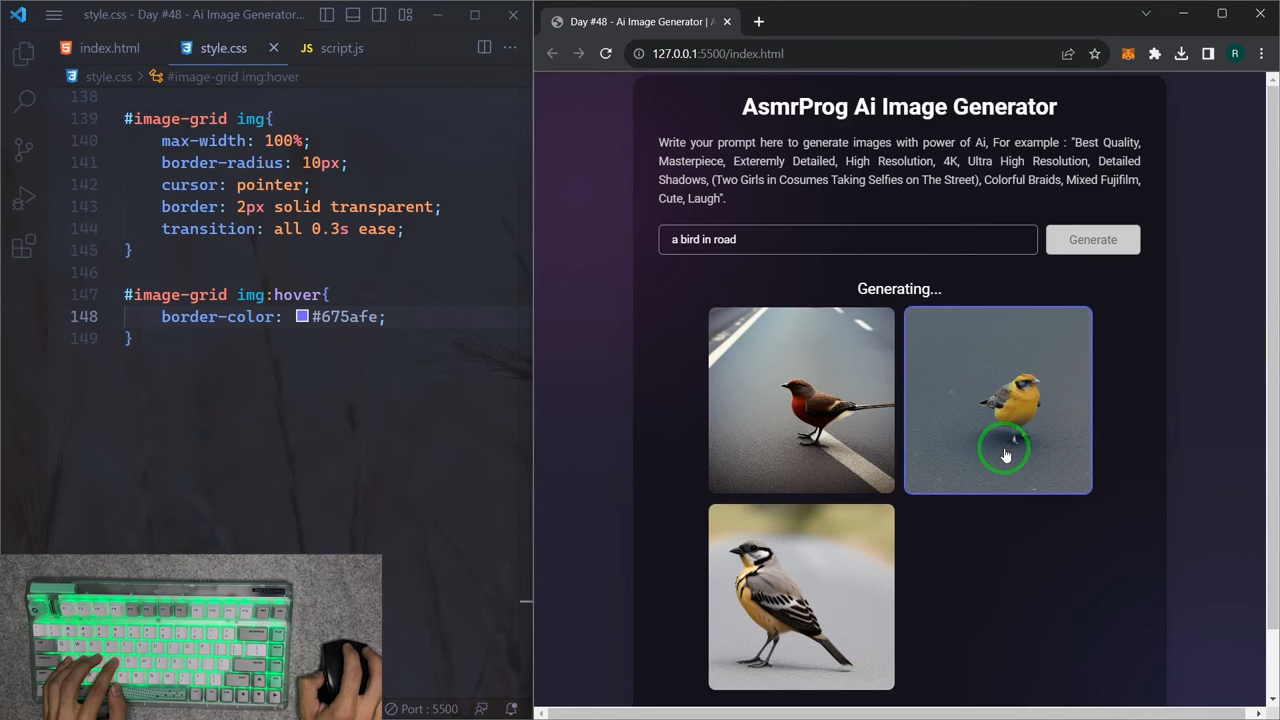 style.css - Day #48 - Ai Image Generator...
index.html
style.css
JS script.js
style.css > #image-grid img:hover
138
139 #image-grid img{
140 max-width: 100%;
141 border-radius: 10px;
142 cursor: pointer;
143 border: 2px solid transparent;
144 transition: all 0.3s ease;
145 }
146
147 #image-grid img:hover{
148 border-color: #675afe;
149 }
Port : 5500
Day #48 - Ai Image Generator | A
127.0.0.1:5500/index.html
R
AsmrProg Ai Image Generator
Write your prompt here to generate images with power of Ai, For example : "Best Quality,
Masterpiece, Exteremly Detailed, High Resolution, 4K, Ultra High Resolution, Detailed
Shadows, (Two Girls in Cosumes Taking Selfies on The Street), Colorful Braids, Mixed Fujifilm,
Cute, Laugh".
a bird in road
Generate
Generating...